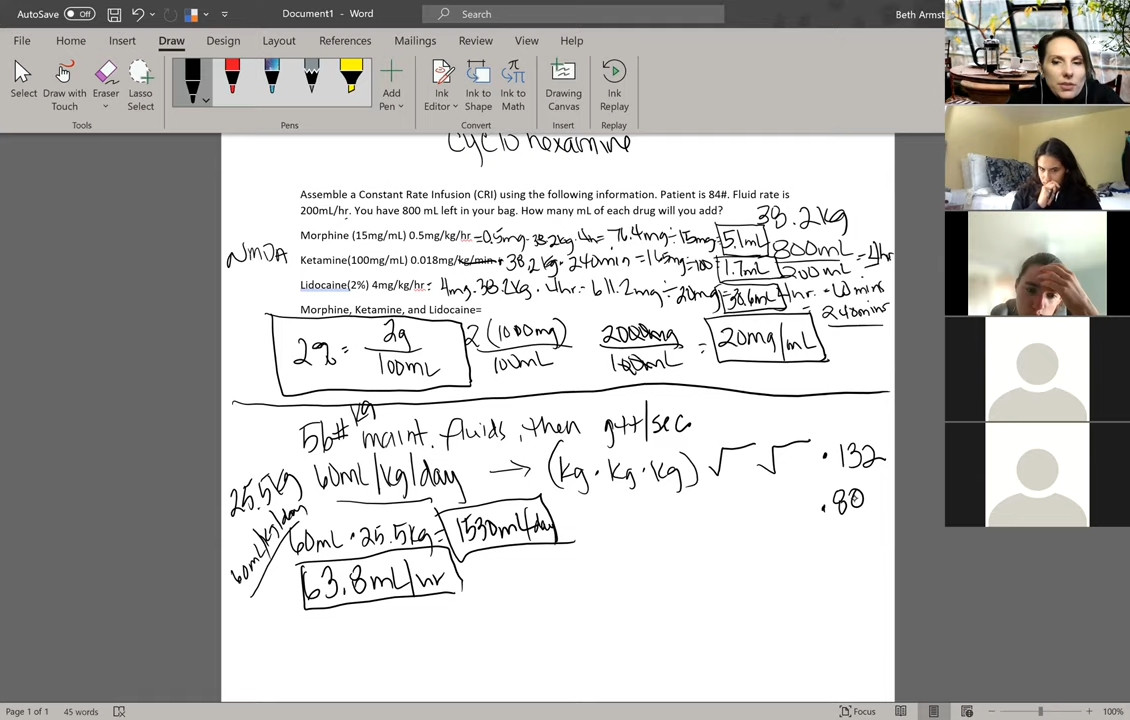 AutoSave Off Document1 - Word Search Beth Armst
File Home Insert Draw Design Layout References Mailings Review View Help
Select Draw with Touch Eraser Lasso Select Add Pen Ink Editor Ink to Shape Ink to Math Drawing Canvas Ink Replay
Tools Pens Convert Insert Replay
Cyclohexamine
Assemble a Constant Rate Infusion (CRI) using the following information. Patient is 84#. Fluid rate is
200mL/hr. You have 800 mL left in your bag. How many mL of each drug will you add?
38.2kg
Morphine (15mg/mL) 0.5mg/kg/hr =0.5mg·38.2kg·4hr= 76.4mg÷15mg= 5.1mL
800mL
200mL
=4hr
NMDA
Ketamine(100mg/mL) 0.018mg/kg/min · 38.2kg·240min =165mg÷100 1.7mL
Lidocaine(2%) 4mg/kg/hr = 4mg·38.2kg·4hr= 611.2mg÷20mg= 30.6mL
4hr · 60mins
= 240mins
Morphine, Ketamine, and Lidocaine=
2% = 2g
100mL
2(1000mg)
100mL
2000mg
100mL
= 20mg/mL
kg
56# maint. fluids, then gtt/sec
25.5kg 60mL/kg/day → (kg·kg·kg) √ √ ·132
·80
60mL/kg/day
60mL·25.5kg= 1530mL/day
63.8mL/hr
Page 1 of 1 45 words Focus 100%